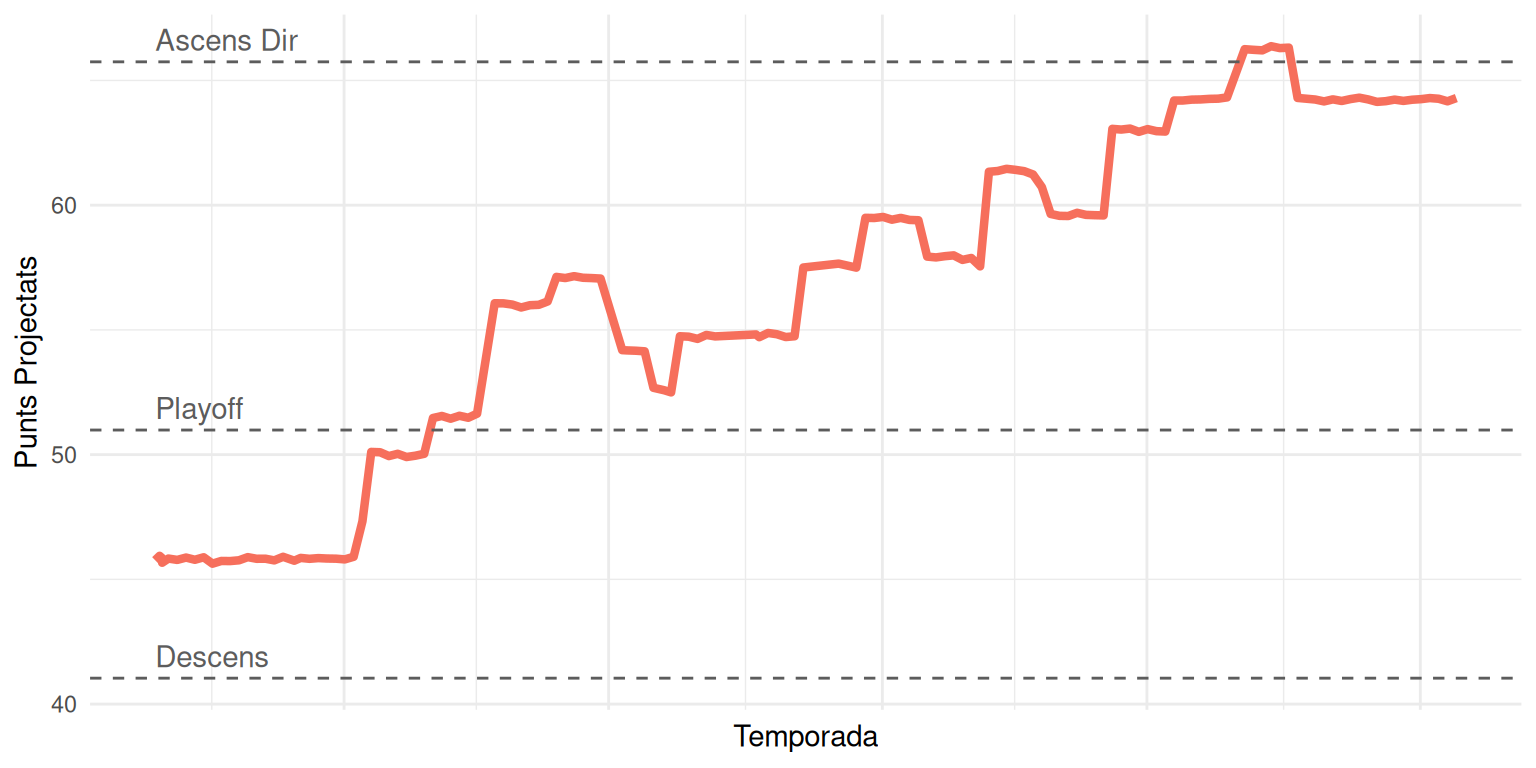 Ascens Dir
60
Playoff
50
Descens
40
Punts Projectats
Temporada